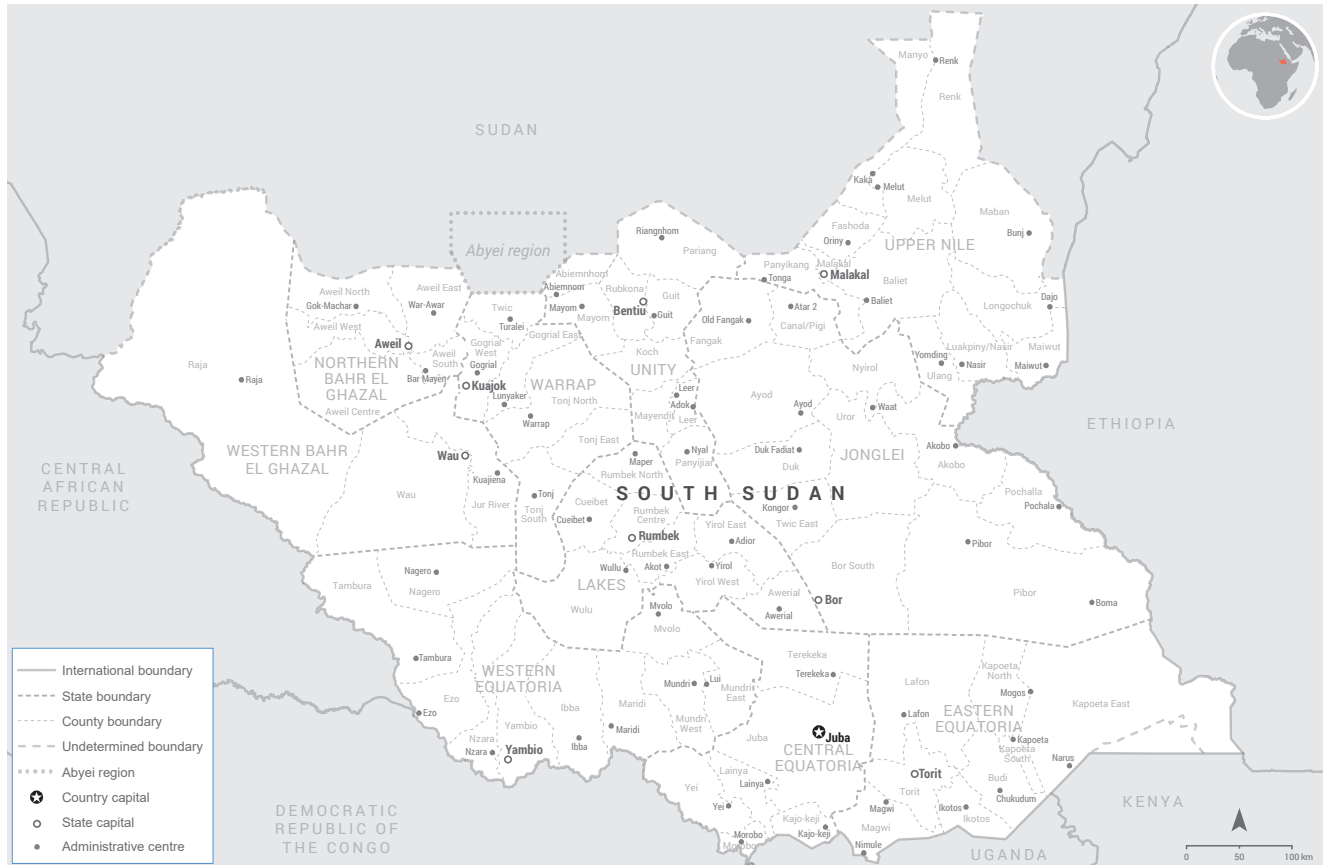 Manyo
Renk
Renk
SUDAN
Kaka
Melut
Melut
Maban
Fashoda
Bunj
Riangnhom
Oriny
UPPER NILE
Abyei region
Pariang
Panyikang
Malakal
Malakal
Tonga
Abiemnhom
Rubkona
Baliet
Aweil North
Aweil East
Abiemnom
Guit
Longochuk
Dajo
Gok-Machar
War-Awar
Twic
Mayom
Bentiu
Baliet
Atar 2
Turalei
Mayom
Guit
Old Fangak
Canal/Pigi
Aweil West
Gogrial East
Fangak
Aweil
Gogrial
West
Koch
Luakpiny/Nasir
Maiwut
Aweil
South
NORTHERN
BAHR EL
GHAZAL
UNITY
Yomding
Nasir
Maiwut
Raja
Gogrial
Nyirol
Ulang
Raja
Bar Mayen
Kuajok
WARRAP
Leer
Ayod
Lunyaker
Tonj North
Adok
Ayod
Waat
Aweil Centre
Warrap
Mayendit
Leer
Uror
ETHIOPIA
Tonj East
Akobo
WESTERN BAHR
EL GHAZAL
Wau
Maper
Nyal
Duk Fadiat
JONGLEI
CENTRAL
AFRICAN
REPUBLIC
Panyijiar
Duk
Akobo
Kuajiena
Rumbek North
Wau
Tonj
SOUTH SUDAN
Pochalla
Jur River
Cueibet
Kongor
Pochala
Tonj
South
Rumbek
Centre
Cueibet
Yirol East
Twic East
Rumbek
Adior
Pibor
Rumbek East
Nagero
Wullu
Akot
Yirol
Bor South
Tambura
Nagero
LAKES
Yirol West
Awerial
Pibor
Wulu
Mvolo
Awerial
Bor
Boma
Mvolo
International boundary
State boundary
County boundary
Undetermined boundary
Abyei region
Country capital
State capital
Administrative centre
Tambura
WESTERN
EQUATORIA
Terekeka
Terekeka
Kapoeta
North
Lafon
Mundri
Lui
Mundri
East
Mogos
Ezo
Ibba
Maridi
Kapoeta East
Ezo
Lafon
EASTERN
EQUATORIA
Yambio
Maridi
Mundri
West
Nzara
Nzara
Ibba
Juba
Juba
Kapoeta
Yambio
CENTRAL
EQUATORIA
Kapoeta
South
Narus
Lainya
Torit
Budi
Yei
Lainya
Torit
Chukudum
DEMOCRATIC
REPUBLIC OF
THE CONGO
Yei
Magwi
Ikotos
KENYA
Kajo-keji
Ikotos
Kajo-keji
Magwi
Morobo
Morobo
Nimule
UGANDA
0 50 100 km